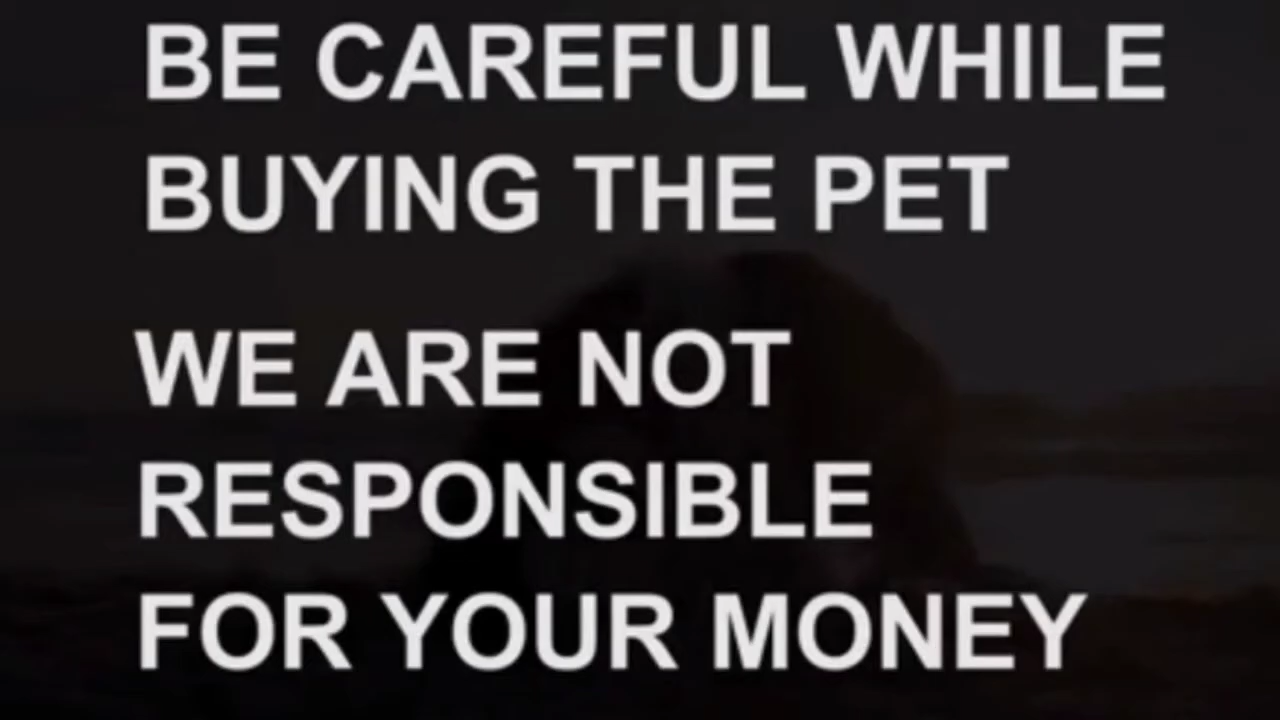 BE CAREFUL WHILE
BUYING THE PET
WE ARE NOT
RESPONSIBLE
FOR YOUR MONEY